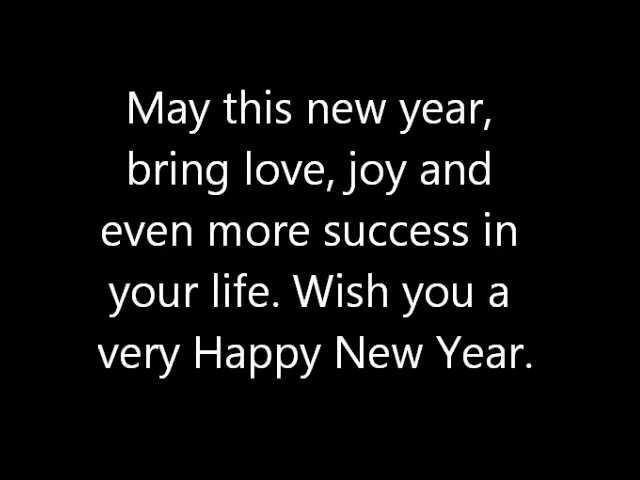 May this new year,
bring love, joy and
even more success in
your life. Wish you a
very Happy New Year.